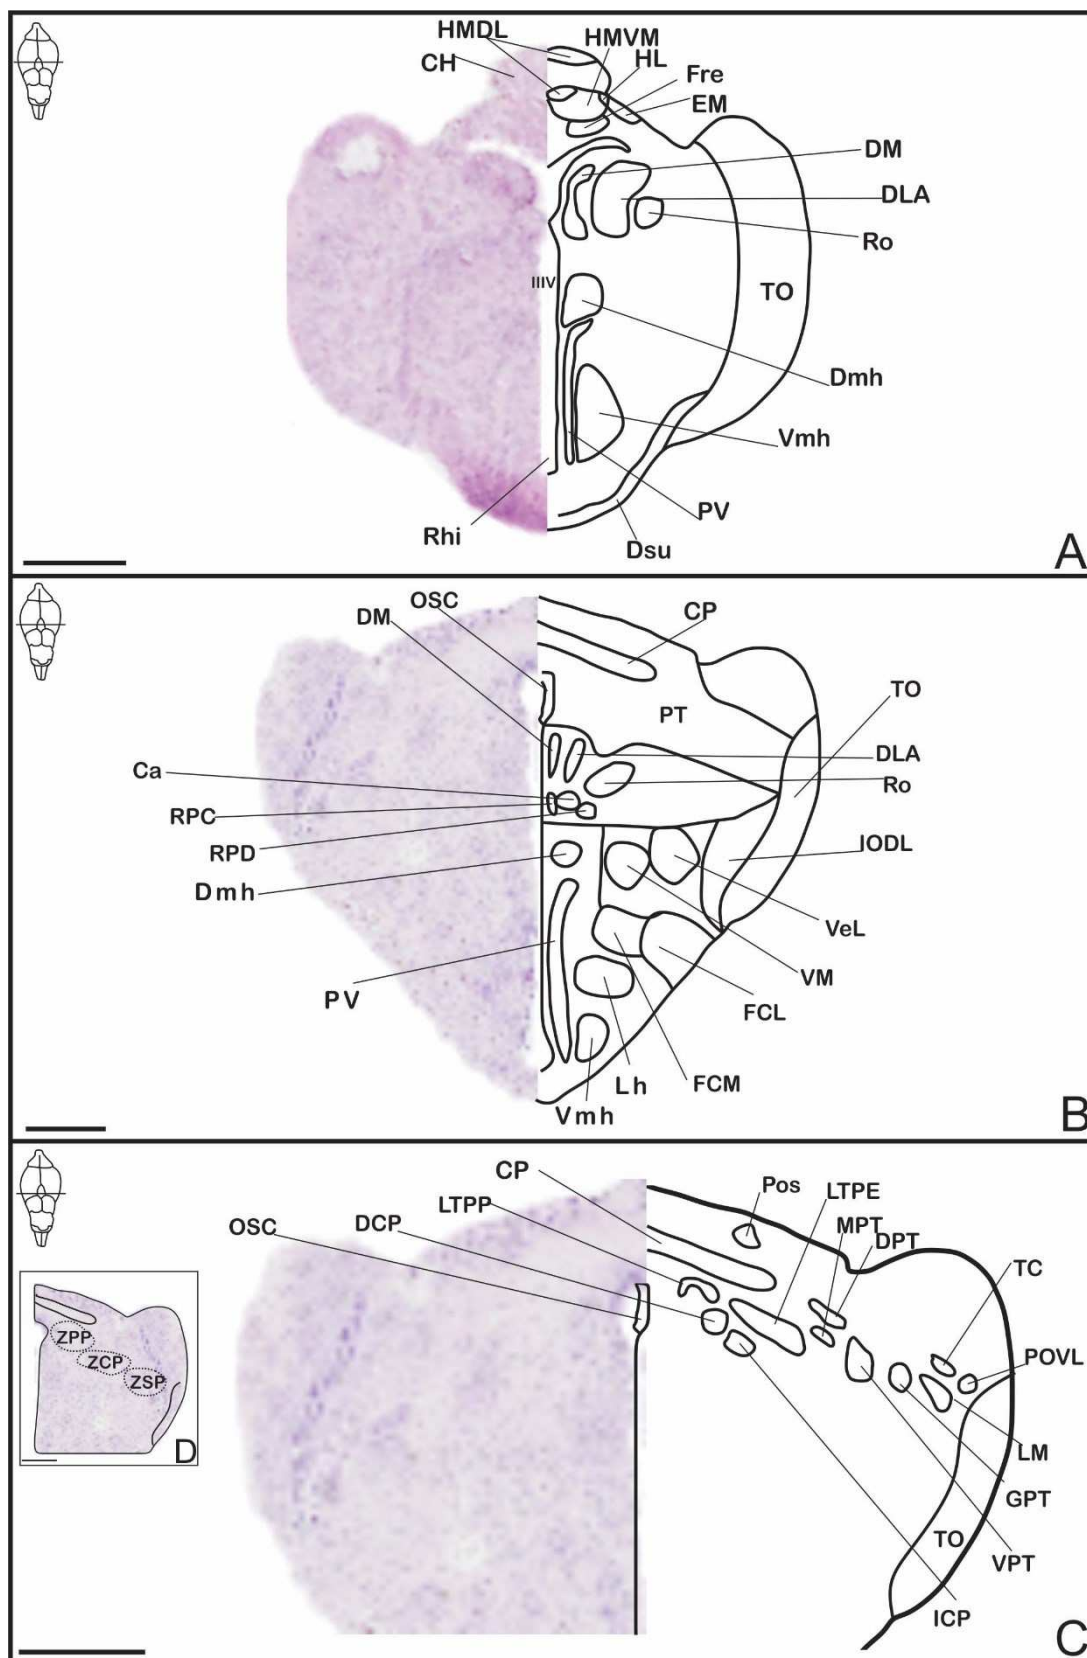 HMDL
HMVM
CH
HL
Fre
EM
DM
DLA
Ro
IIIV
TO
Dmh
Vmh
PV
Rhi
Dsu
A
OSC
CP
DM
TO
PT
DLA
Ca
Ro
RPC
RPD
IODL
Dmh
VeL
VM
PV
FCL
Lh
FCM
Vmh
B
CP
Pos
LTPE
LTPP
MPT
DCP
DPT
OSC
TC
POVL
ZPP
ZCP
ZSP
D
LM
GPT
TO
VPT
ICP
C